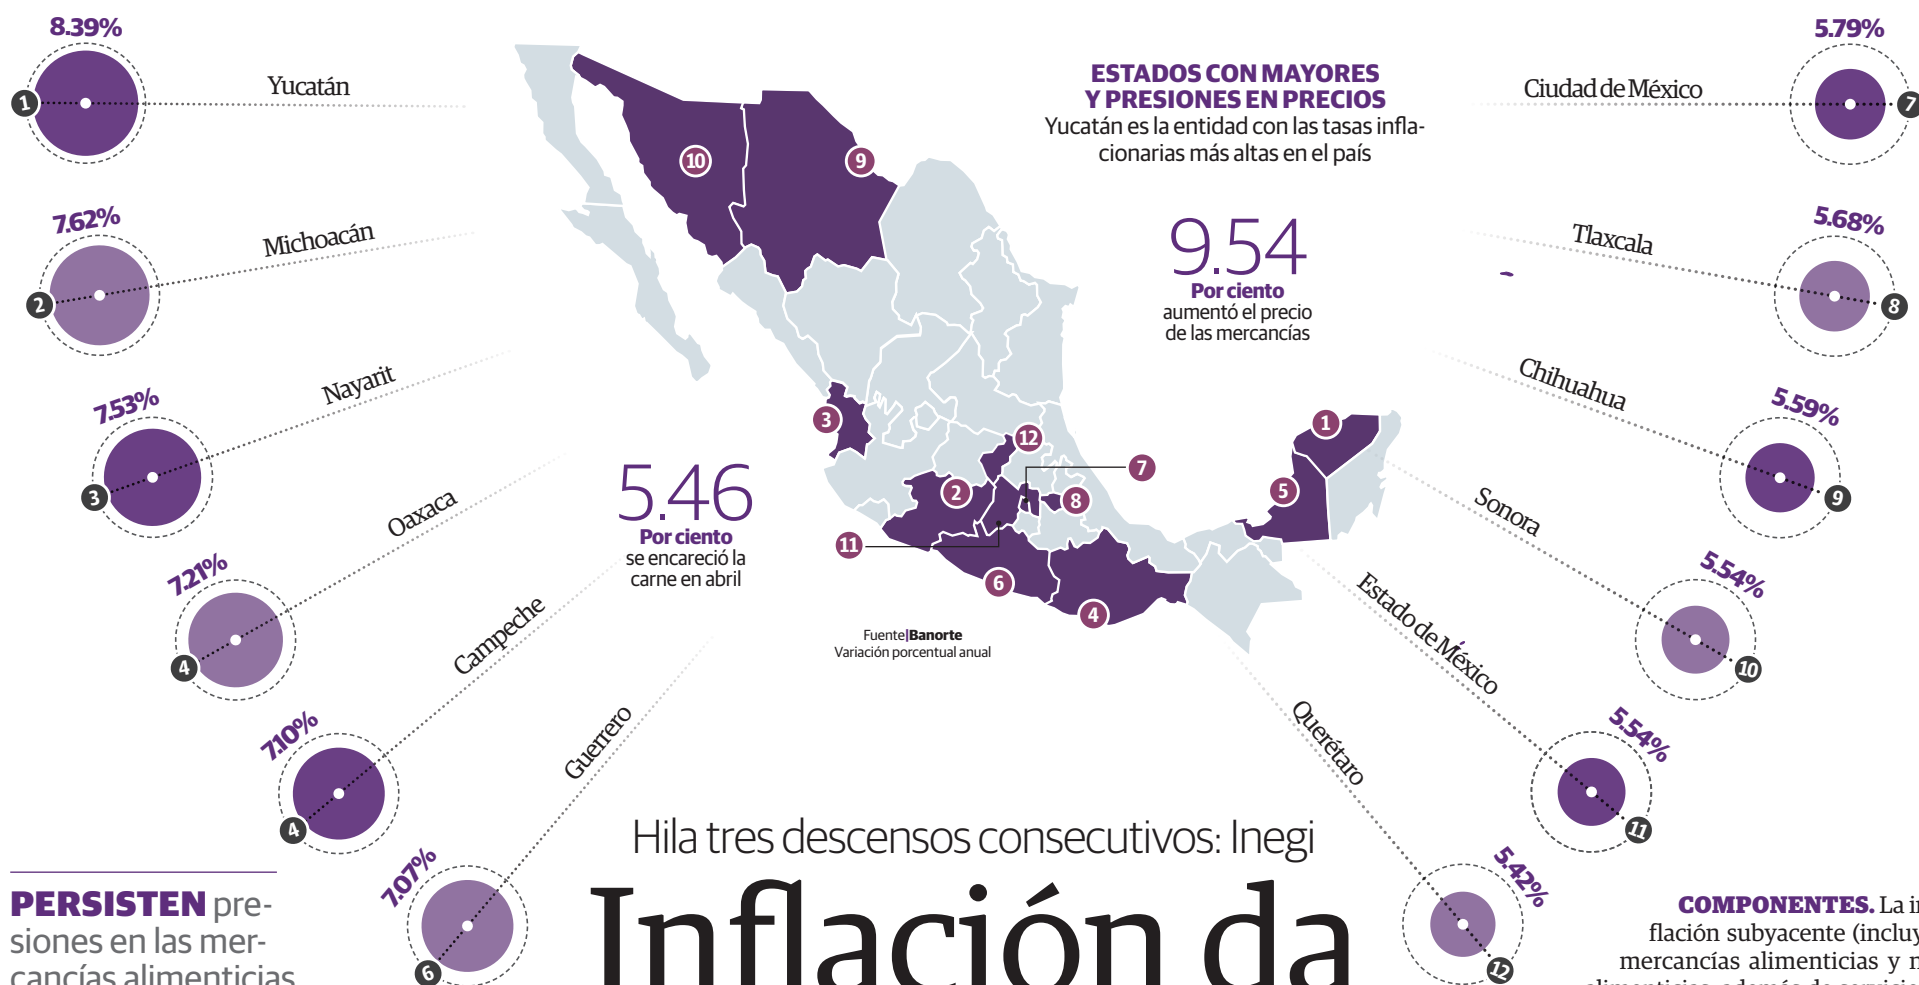 8.39%
1
Yucatán
7.62%
2
Michoacán
7.53%
3
Nayarit
7.21%
4
Oaxaca
7.10%
4
Campeche
7.07%
6
Guerrero
ESTADOS CON MAYORES
Y PRESIONES EN PRECIOS
Yucatán es la entidad con las tasas infla-
cionarias más altas en el país
9.54
Por ciento
aumentó el precio
de las mercancías
10
9
3
12
7
1
2
8
5
11
6
4
5.46
Por ciento
se encareció la
carne en abril
Fuente|Banorte
Variación porcentual anual
5.79%
Ciudad de México
7
5.68%
Tlaxcala
8
5.59%
Chihuahua
9
5.54%
Sonora
10
5.54%
Estado de México
11
5.42%
Querétaro
12
Hila tres descensos consecutivos: Inegi
Inflación da
PERSISTEN pre-
siones en las mer-
cancías alimenticias
COMPONENTES. La in
flación subyacente (incluy
mercancías alimenticias y n